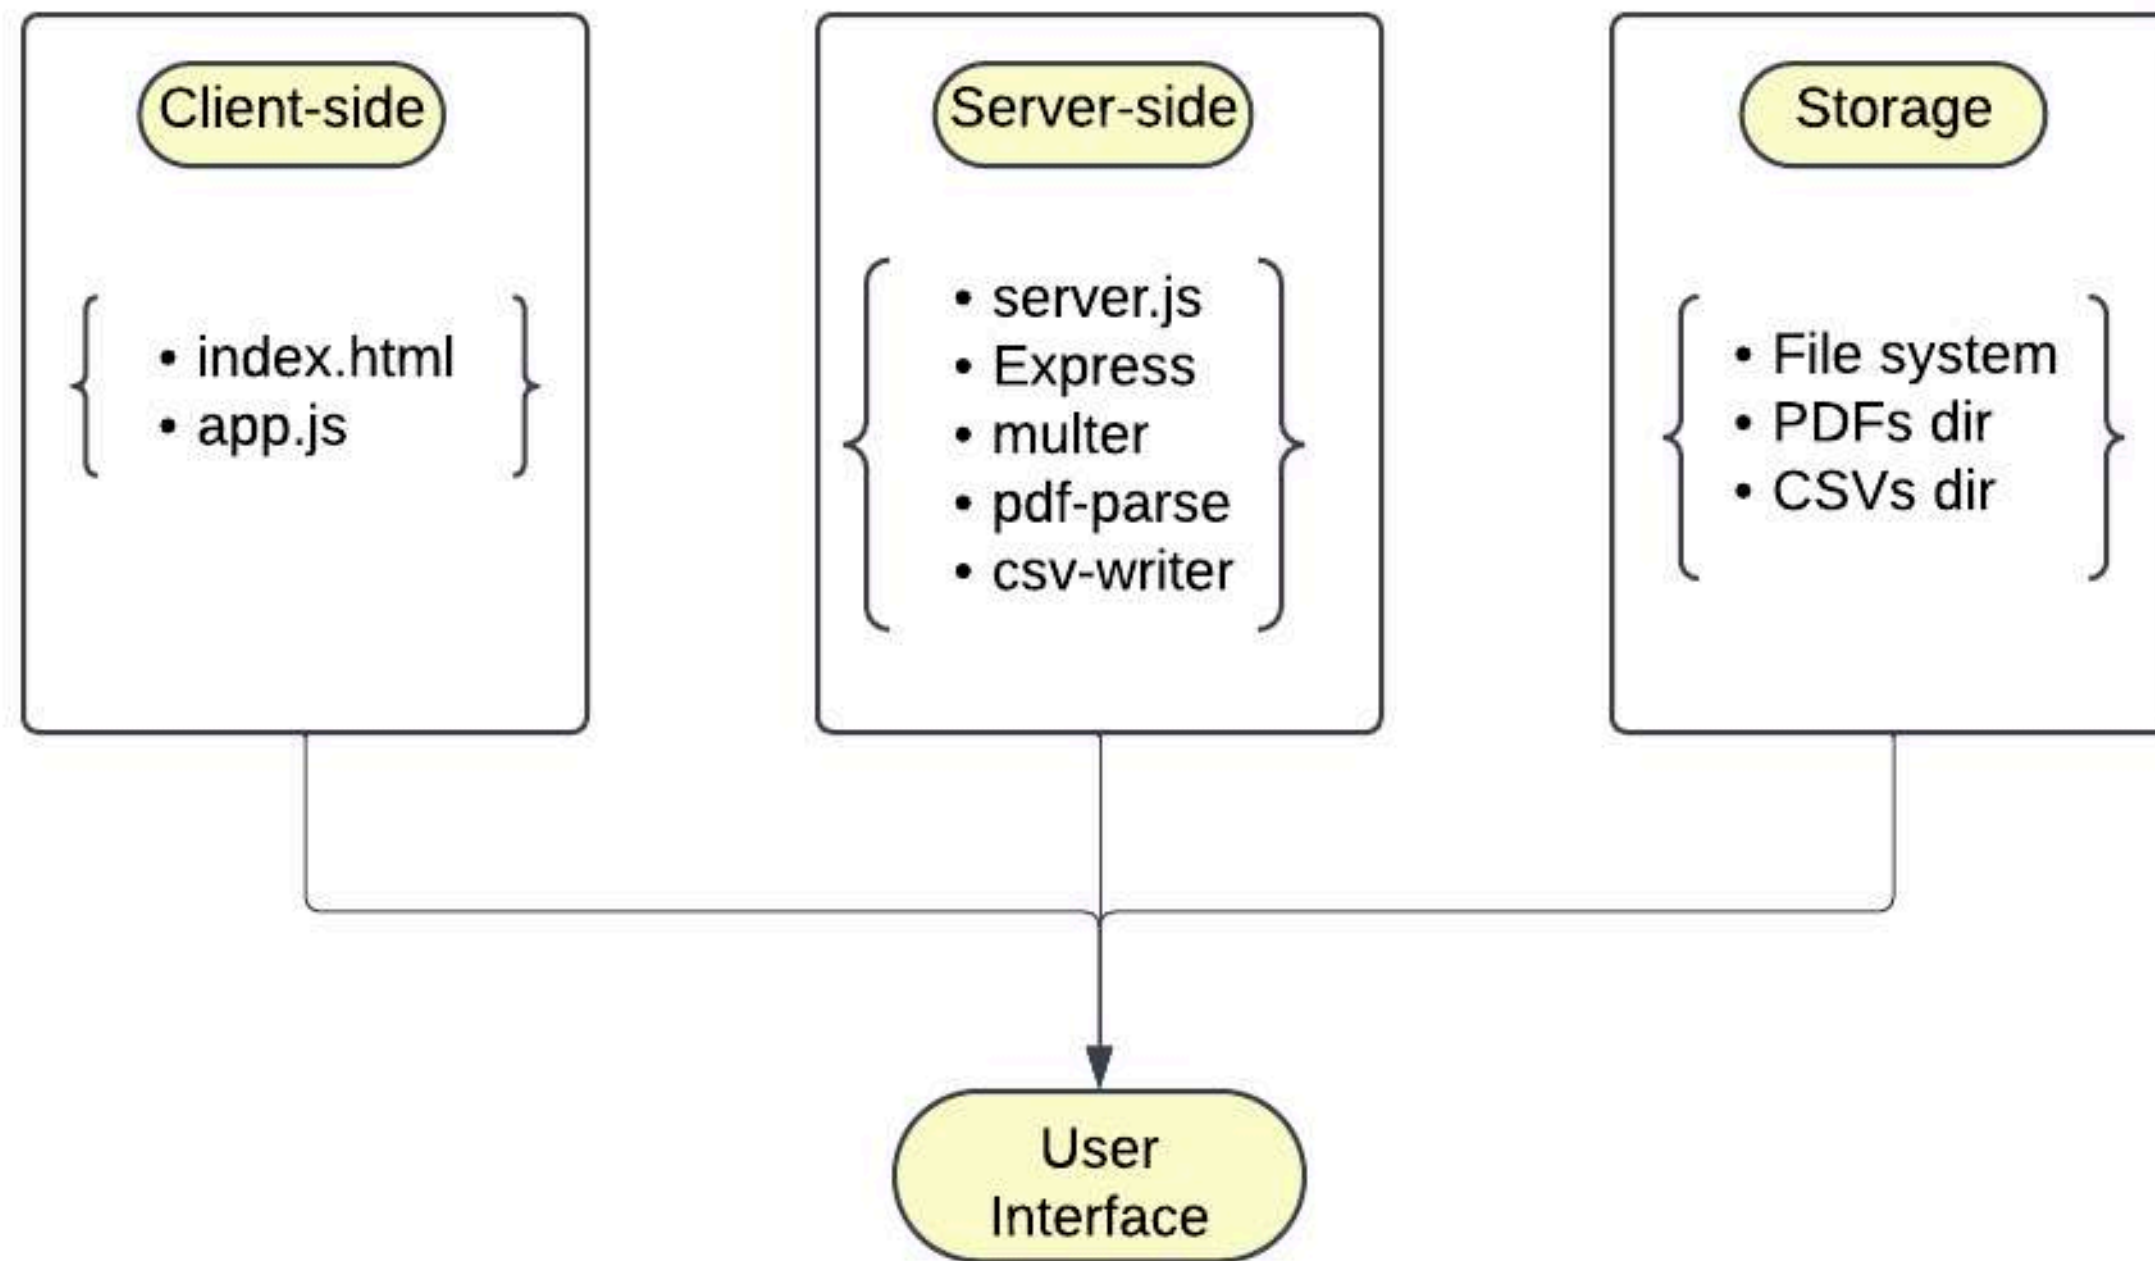 Client-side
• index.html
• app.js
Server-side
• server.js
• Express
• multer
• pdf-parse
• csv-writer
Storage
• File system
• PDFs dir
• CSVs dir
User
Interface